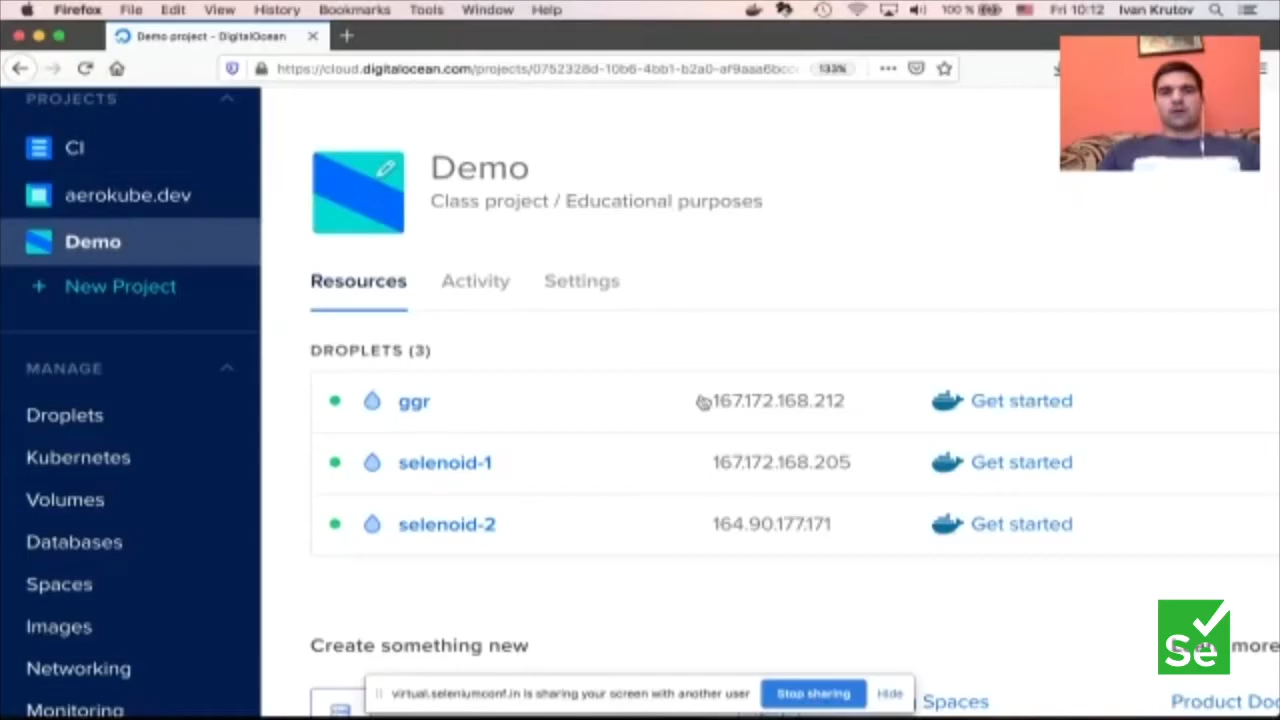 Firefox File Edit View History Bookmarks Tools Window Help 100 % Fri 10:12 Ivan Krutov
Demo project - DigitalOcean
https://cloud.digitalocean.com/projects/0752328d-10b6-4bb1-b2a0-af9aaa6bcc 133%
PROJECTS
CI
aerokube.dev
Demo
+ New Project
MANAGE
Droplets
Kubernetes
Volumes
Databases
Spaces
Images
Networking
Monitoring
Demo
Class project / Educational purposes
Resources Activity Settings
DROPLETS (3)
ggr 167.172.168.212 Get started
selenoid-1 167.172.168.205 Get started
selenoid-2 164.90.177.171 Get started
Create something new
more
virtual.seleniumconf.in is sharing your screen with another user Stop sharing Hide
Spaces
Product Do
Se